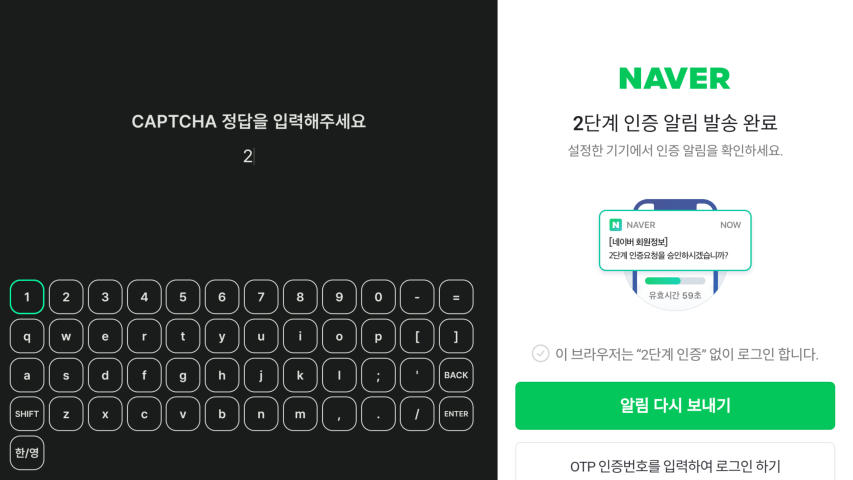 CAPTCHA 정답을 입력해주세요
2
1 2 3 4 5 6 7 8 9 0 - =
q w e r t y u i o p [ ]
a s d f g h j k l ; ' BACK
SHIFT z x c v b n m , . / ENTER
한/영
NAVER
2단계 인증 알림 발송 완료
설정한 기기에서 인증 알림을 확인하세요.
N NAVER NOW
[네이버 회원정보]
2단계 인증요청을 승인하시겠습니까?
유효시간 59초
이 브라우저는 “2단계 인증” 없이 로그인 합니다.
알림 다시 보내기
OTP 인증번호를 입력하여 로그인 하기